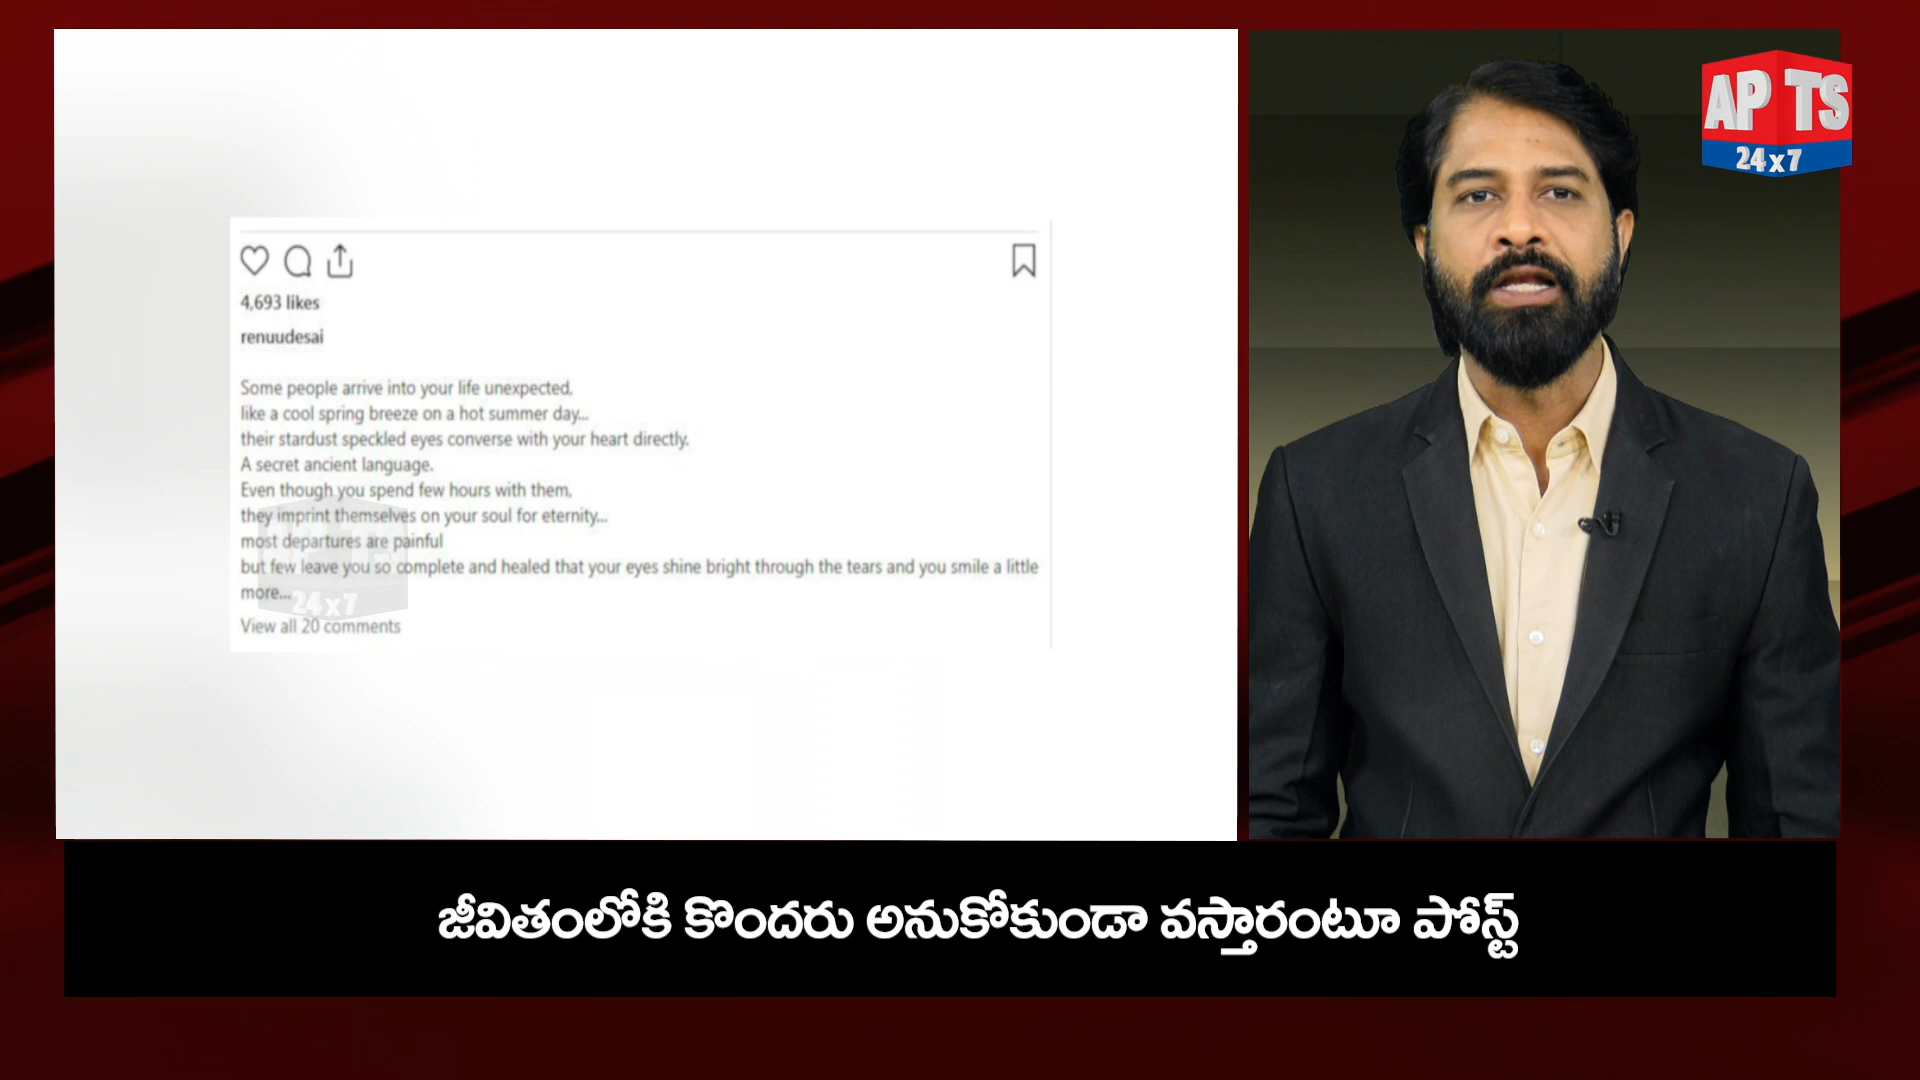 AP TS
24x7
4,693 likes
renuudesai
Some people arrive into your life unexpected,
like a cool spring breeze on a hot summer day...
their stardust speckled eyes converse with your heart directly.
A secret ancient language.
Even though you spend few hours with them,
they imprint themselves on your soul for eternity...
most departures are painful
but few leave you so complete and healed that your eyes shine bright through the tears and you smile a little
more...
24x7
View all 20 comments
జీవితంలోకి కొందరు అనుకోకుండా వస్తారంటూ పోస్ట్